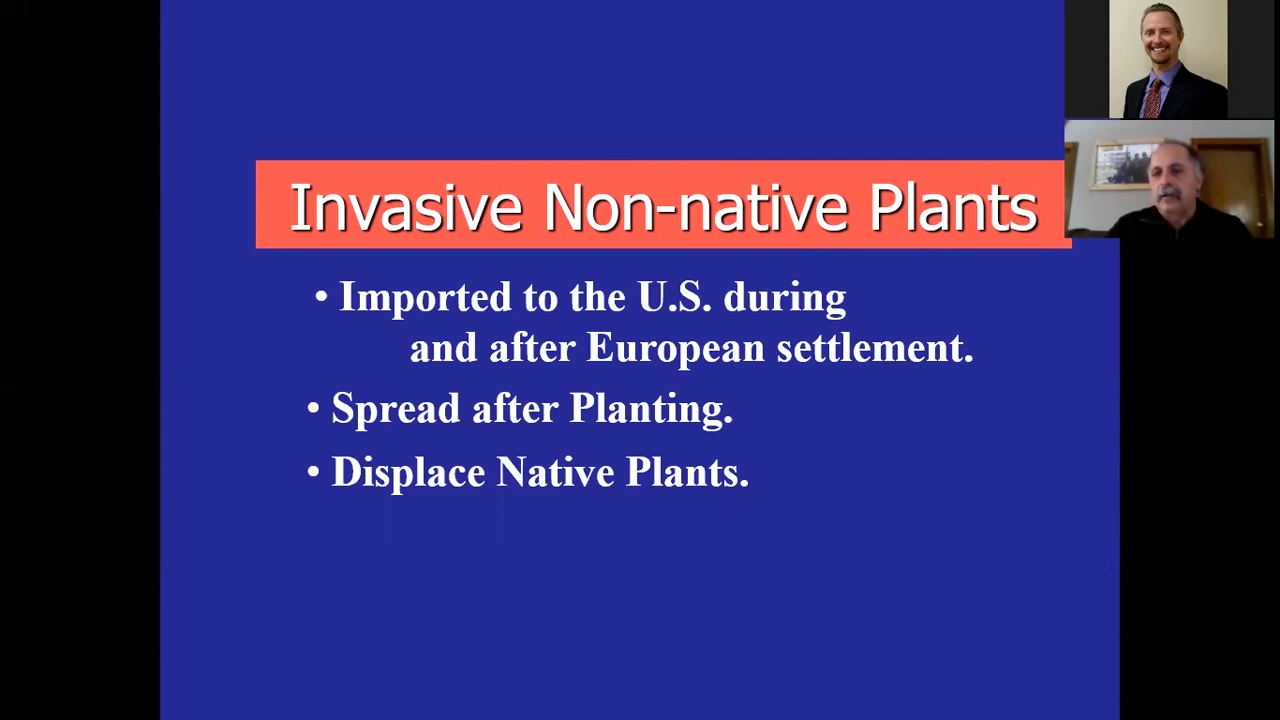 Invasive Non-native Plants
• Imported to the U.S. during
and after European settlement.
• Spread after Planting.
• Displace Native Plants.